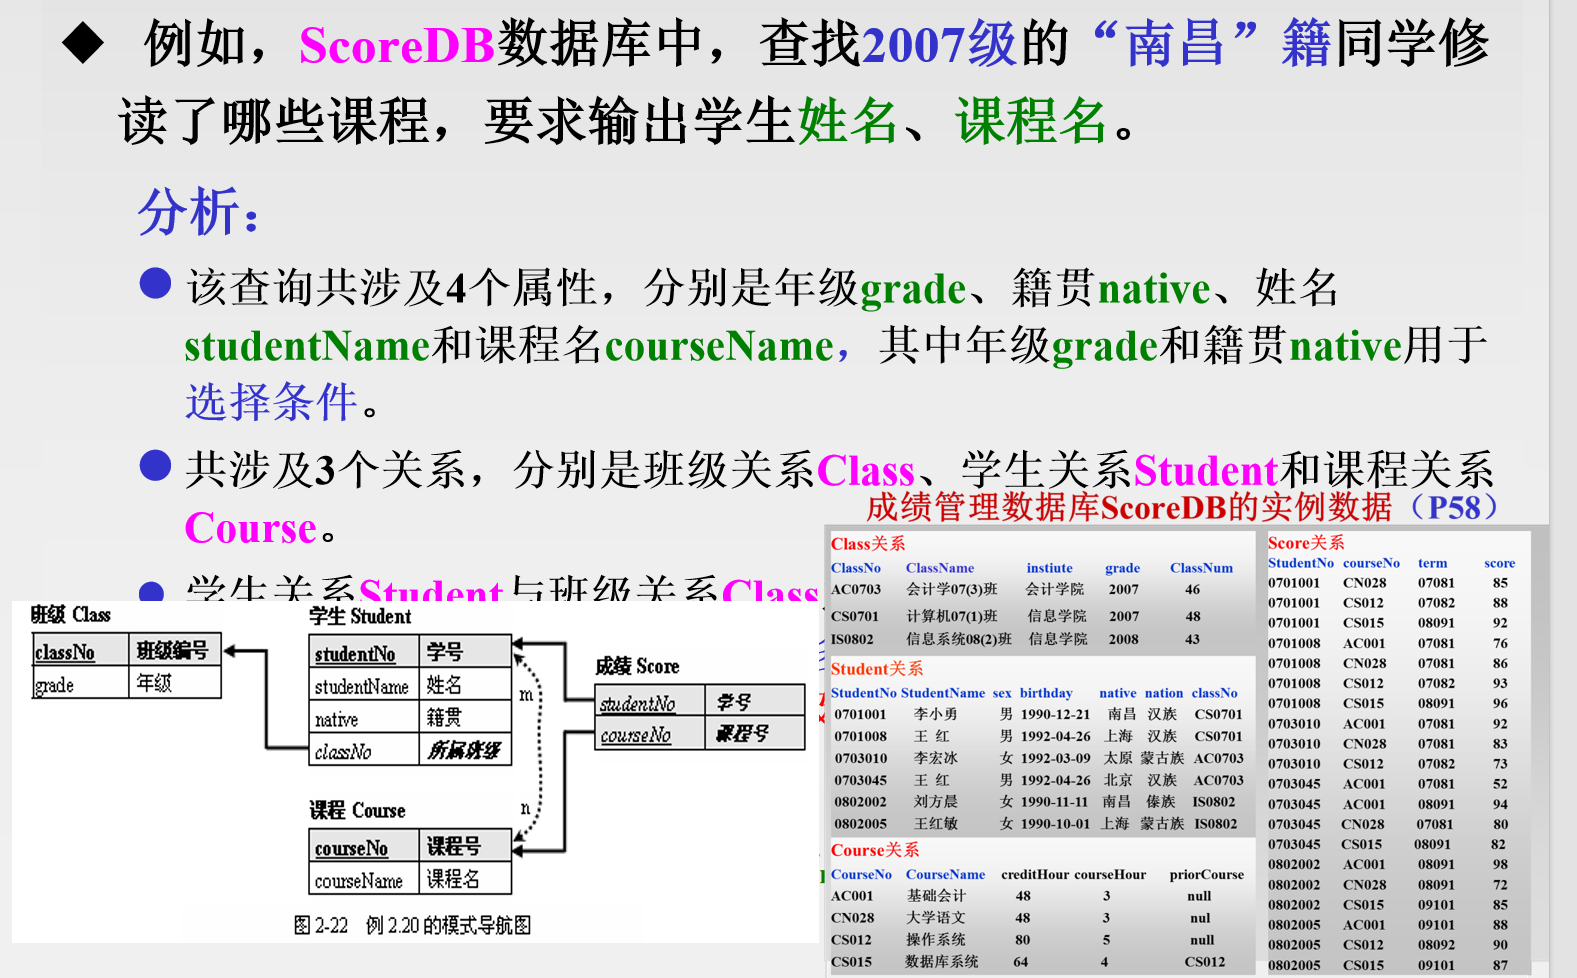 ◆ 例如，ScoreDB数据库中，查找2007级的“南昌”籍同学修
读了哪些课程，要求输出学生姓名、课程名。
分析：
● 该查询共涉及4个属性，分别是年级grade、籍贯native、姓名
studentName和课程名courseName，其中年级grade和籍贯native用于
选择条件。
● 共涉及3个关系，分别是班级关系Class、学生关系Student和课程关系
Course。
● 学生关系Student与班级关系Class
班级 Class
classNo 班级编号
grade 年级
学生 Student
studentNo 学号
studentName 姓名
native 籍贯
classNo 所属班级
m
n
成绩 Score
studentNo 学号
courseNo 课程号
课程 Course
courseNo 课程号
courseName 课程名
图 2-22 例 2.20 的模式导航图
成绩管理数据库ScoreDB的实例数据（P58）
Class关系
ClassNo ClassName instiute grade ClassNum
AC0703 会计学07(3)班 会计学院 2007 46
CS0701 计算机07(1)班 信息学院 2007 48
IS0802 信息系统08(2)班 信息学院 2008 43
Student关系
StudentNo StudentName sex birthday native nation classNo
0701001 李小勇 男 1990-12-21 南昌 汉族 CS0701
0701008 王 红 男 1992-04-26 上海 汉族 CS0701
0703010 李宏冰 女 1992-03-09 太原 蒙古族 AC0703
0703045 王 红 男 1992-04-26 北京 汉族 AC0703
0802002 刘方晨 女 1990-11-11 南昌 傣族 IS0802
0802005 王红敏 女 1990-10-01 上海 蒙古族 IS0802
Course关系
CourseNo CourseName creditHour courseHour priorCourse
AC001 基础会计 48 3 null
CN028 大学语文 48 3 nul
CS012 操作系统 80 5 null
CS015 数据库系统 64 4 CS012
Score关系
StudentNo courseNo term score
0701001 CN028 07081 85
0701001 CS012 07082 88
0701001 CS015 08091 92
0701008 AC001 07081 76
0701008 CN028 07081 86
0701008 CS012 07082 93
0701008 CS015 08091 96
0703010 AC001 07081 92
0703010 CN028 07081 83
0703010 CS012 07082 73
0703045 AC001 07081 52
0703045 AC001 08091 94
0703045 CN028 07081 80
0703045 CS015 08091 82
0802002 AC001 08091 98
0802002 CN028 08091 72
0802002 CS015 09101 85
0802005 AC001 09101 88
0802005 CS012 08092 90
0802005 CS015 09101 87